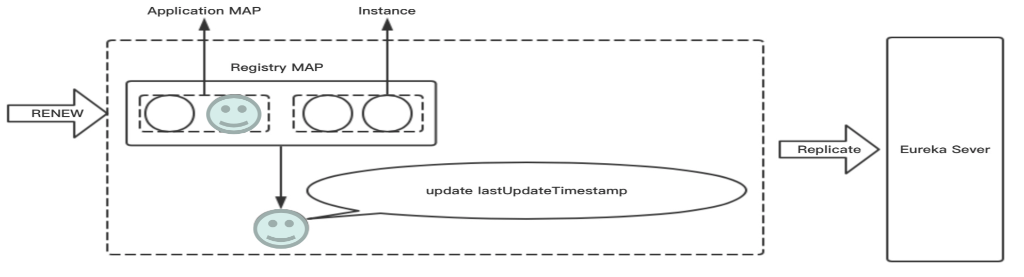 Application MAP
Instance
Registry MAP
RENEW
Replicate
Eureka Sever
update lastUpdateTimestamp